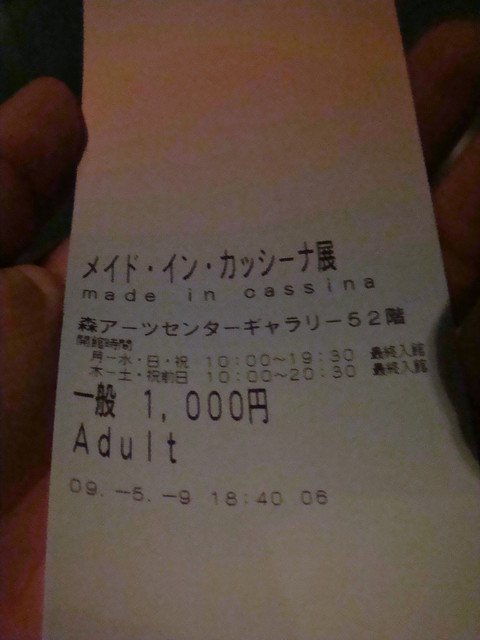 メイド・イン・カッシーナ展
made in cassina
森アーツセンターギャラリー52階
開館時間
月－水・日・祝 10:00～19:30 最終入館
木－土・祝前日 10:00～20:30 最終入館
一般 1,000円
Adult
09.-5.-9 18:40 06